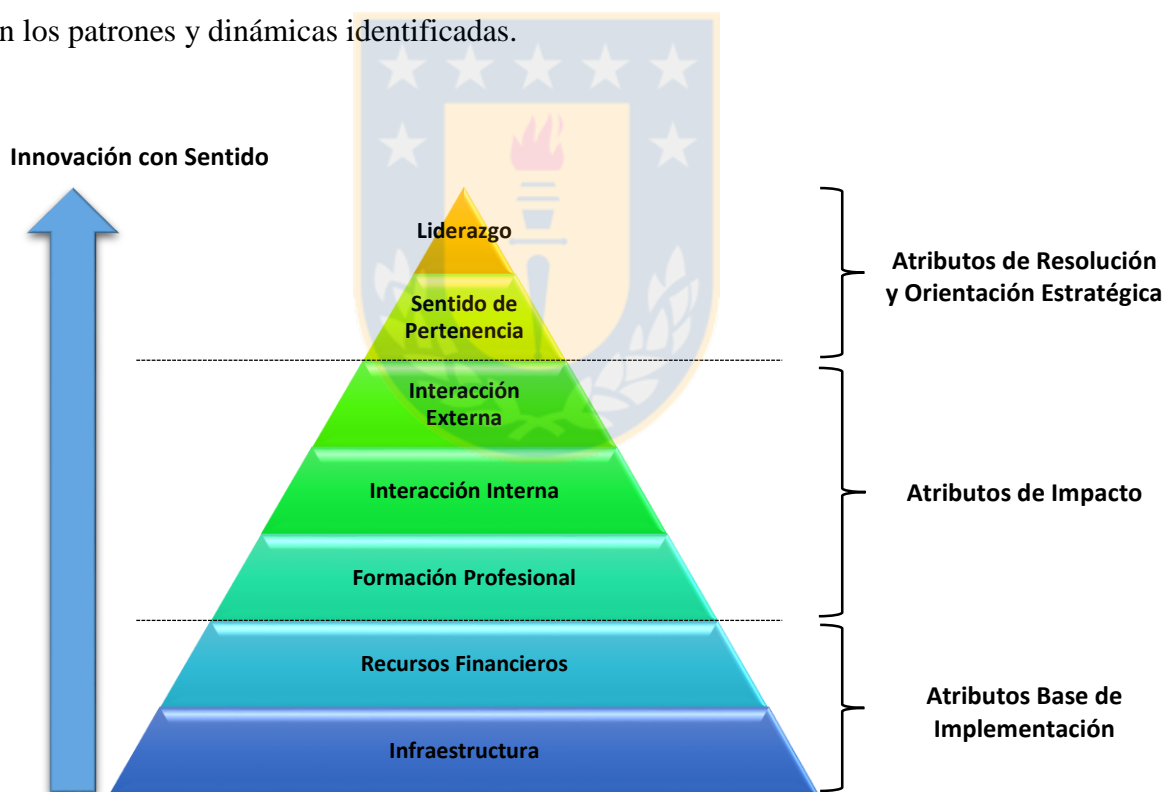 n los patrones y dinámicas identificadas.
Innovación con Sentido
Liderazgo
Sentido de
Pertenencia
Interacción
Externa
Interacción Interna
Formación Profesional
Recursos Financieros
Infraestructura
Atributos de Resolución
y Orientación Estratégica
Atributos de Impacto
Atributos Base de
Implementación